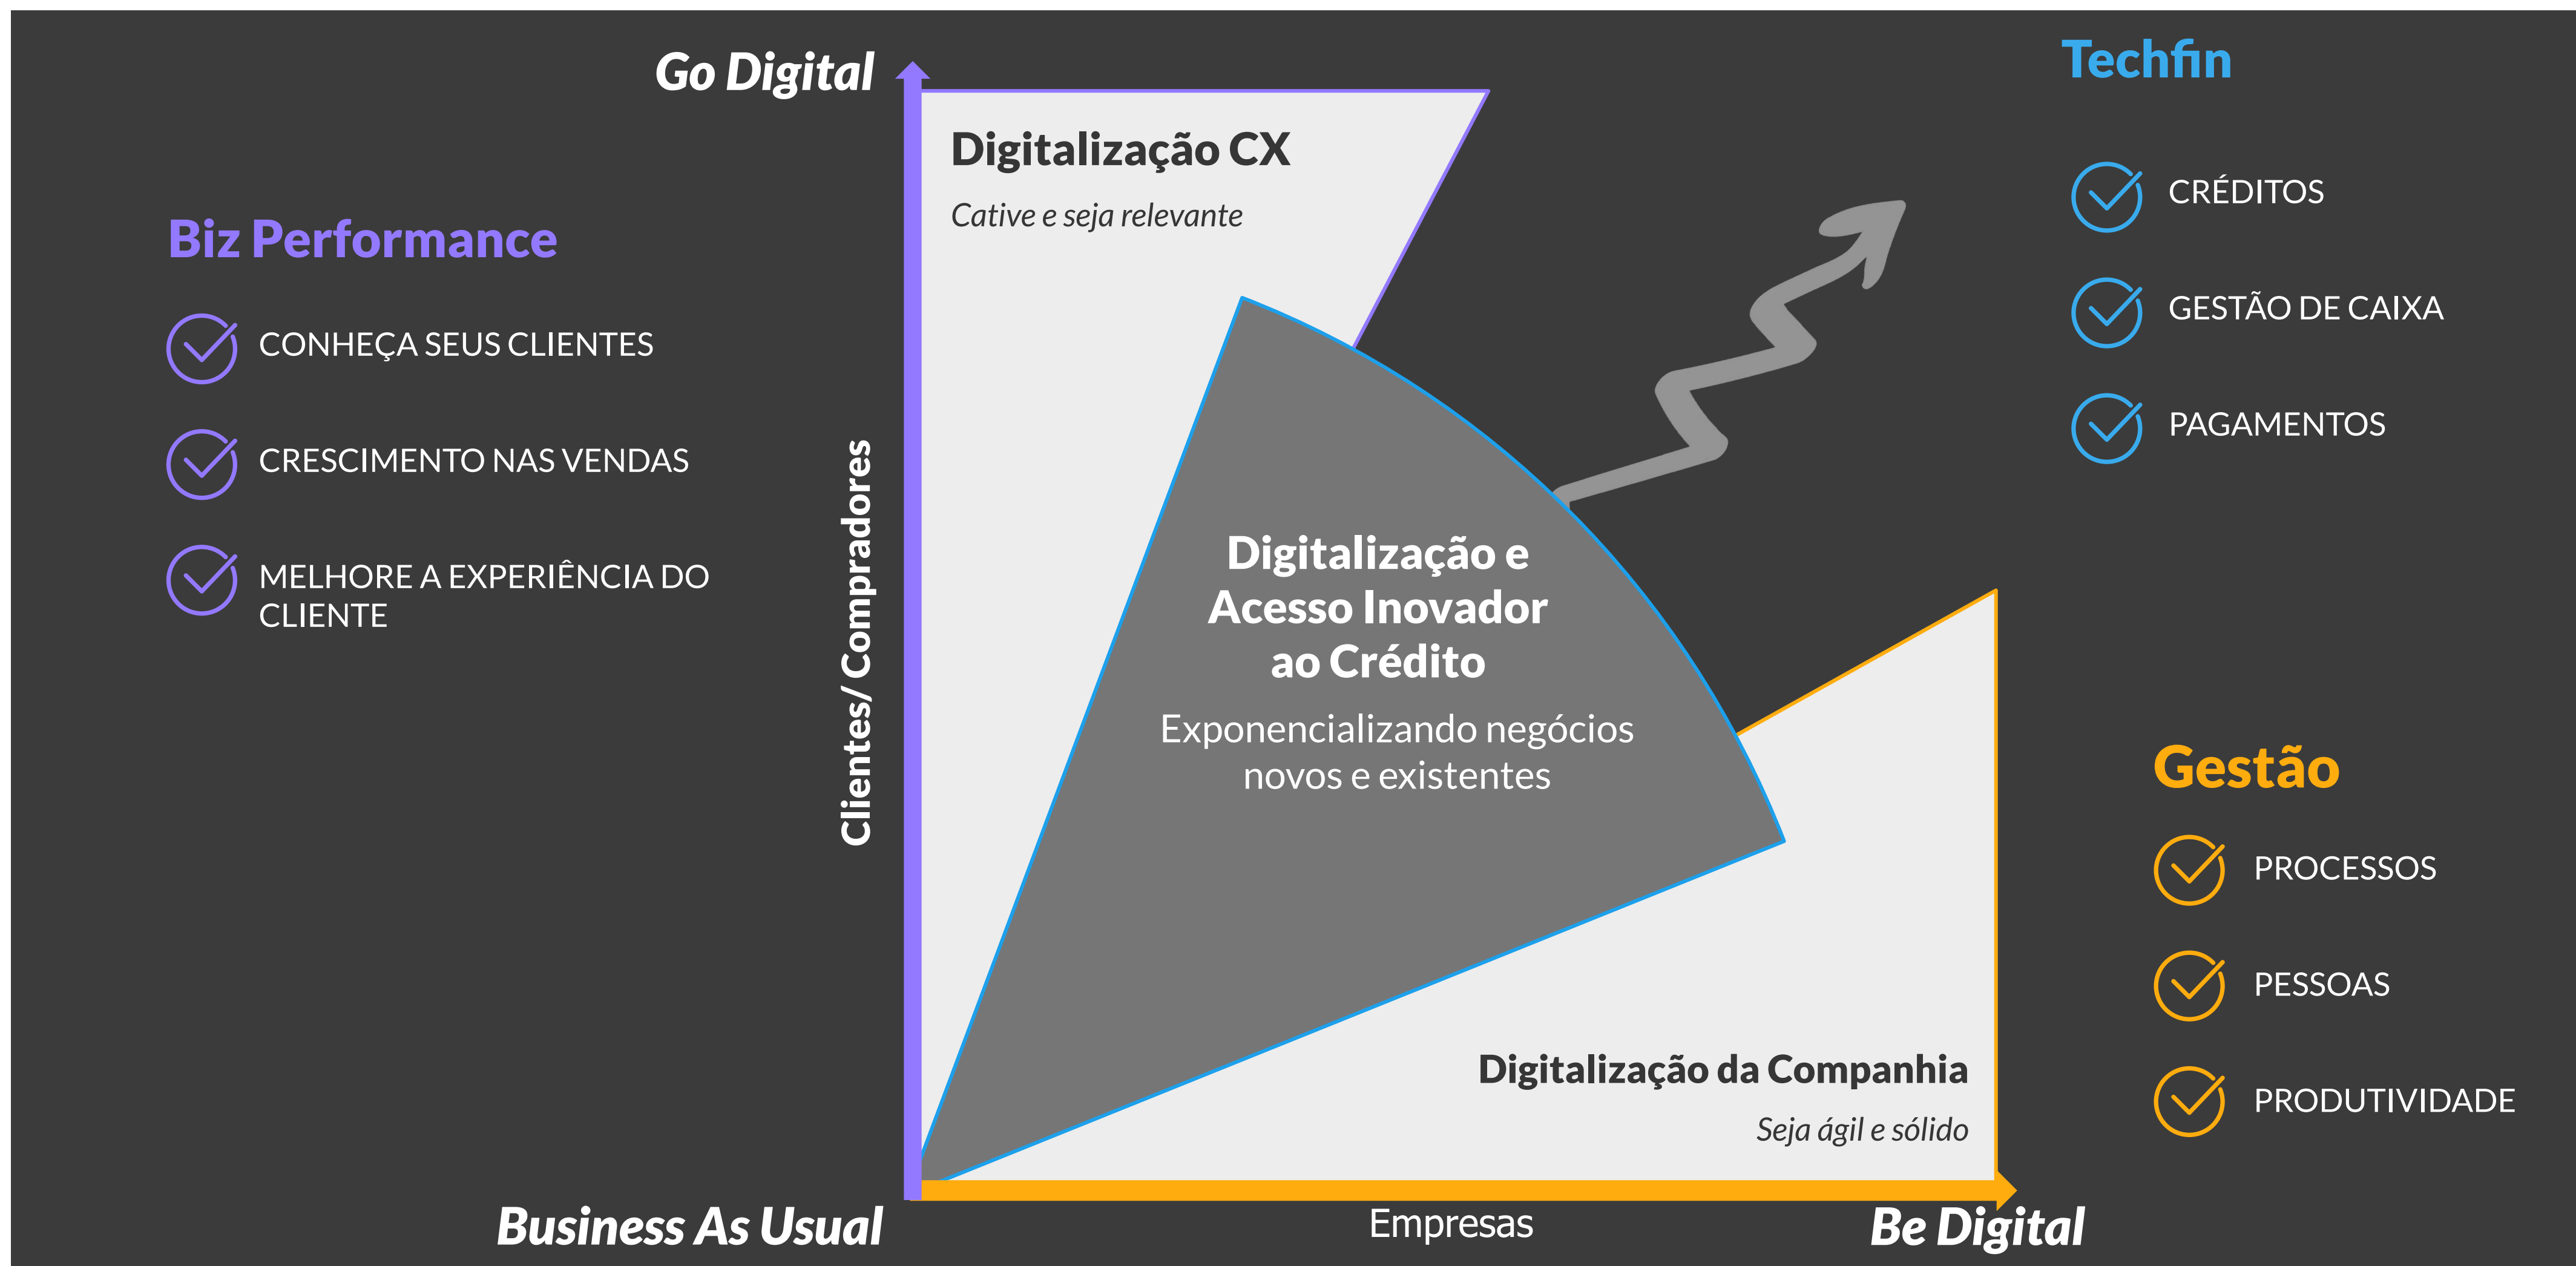 Go Digital
Techfin
Digitalização CX
Cative e seja relevante
CRÉDITOS
GESTÃO DE CAIXA
PAGAMENTOS
Biz Performance
CONHEÇA SEUS CLIENTES
CRESCIMENTO NAS VENDAS
MELHORE A EXPERIÊNCIA DO
CLIENTE
Clientes/ Compradores
Digitalização e
Acesso Inovador
ao Crédito
Exponencializando negócios
novos e existentes
Gestão
PROCESSOS
PESSOAS
PRODUTIVIDADE
Digitalização da Companhia
Seja ágil e sólido
Business As Usual
Empresas
Be Digital